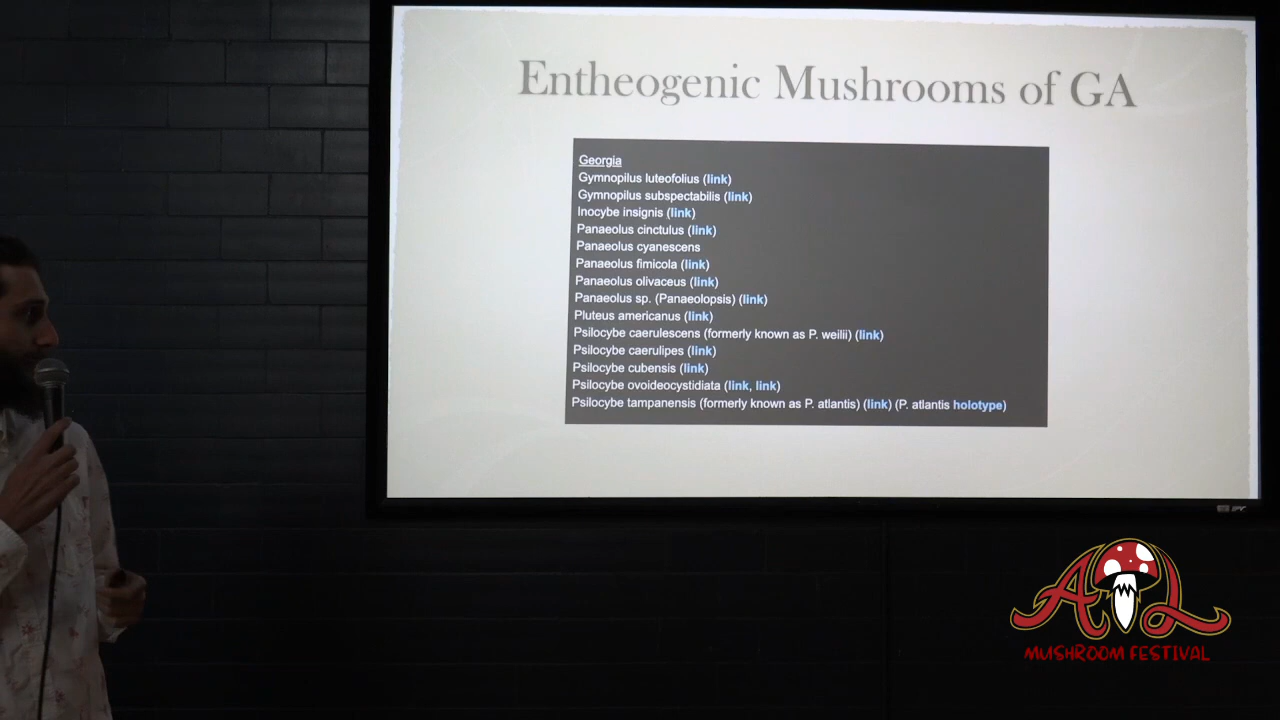 Entheogenic Mushrooms of GA
Georgia
Gymnopilus luteofolius (link)
Gymnopilus subspectabilis (link)
Inocybe insignis (link)
Panaeolus cinctulus (link)
Panaeolus cyanescens
Panaeolus fimicola (link)
Panaeolus olivaceus (link)
Panaeolus sp. (Panaeolopsis) (link)
Pluteus americanus (link)
Psilocybe caerulescens (formerly known as P. weilii) (link)
Psilocybe caerulipes (link)
Psilocybe cubensis (link)
Psilocybe ovoideocystidiata (link, link)
Psilocybe tampanensis (formerly known as P. atlantis) (link) (P. atlantis holotype)
ATL
MUSHROOM FESTIVAL